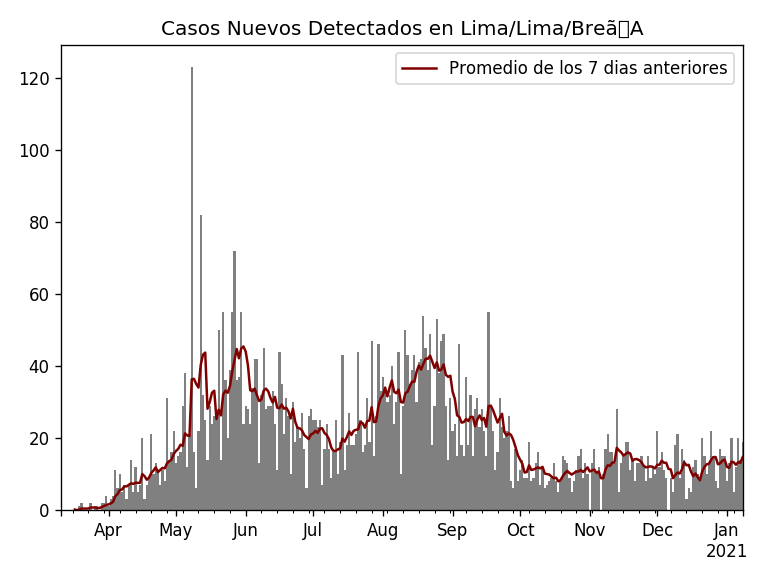 Casos Nuevos Detectados en Lima/Lima/Breã▯A
Promedio de los 7 dias anteriores
120
100
80
60
40
20
0
Apr May Jun Jul Aug Sep Oct Nov Dec Jan
2021